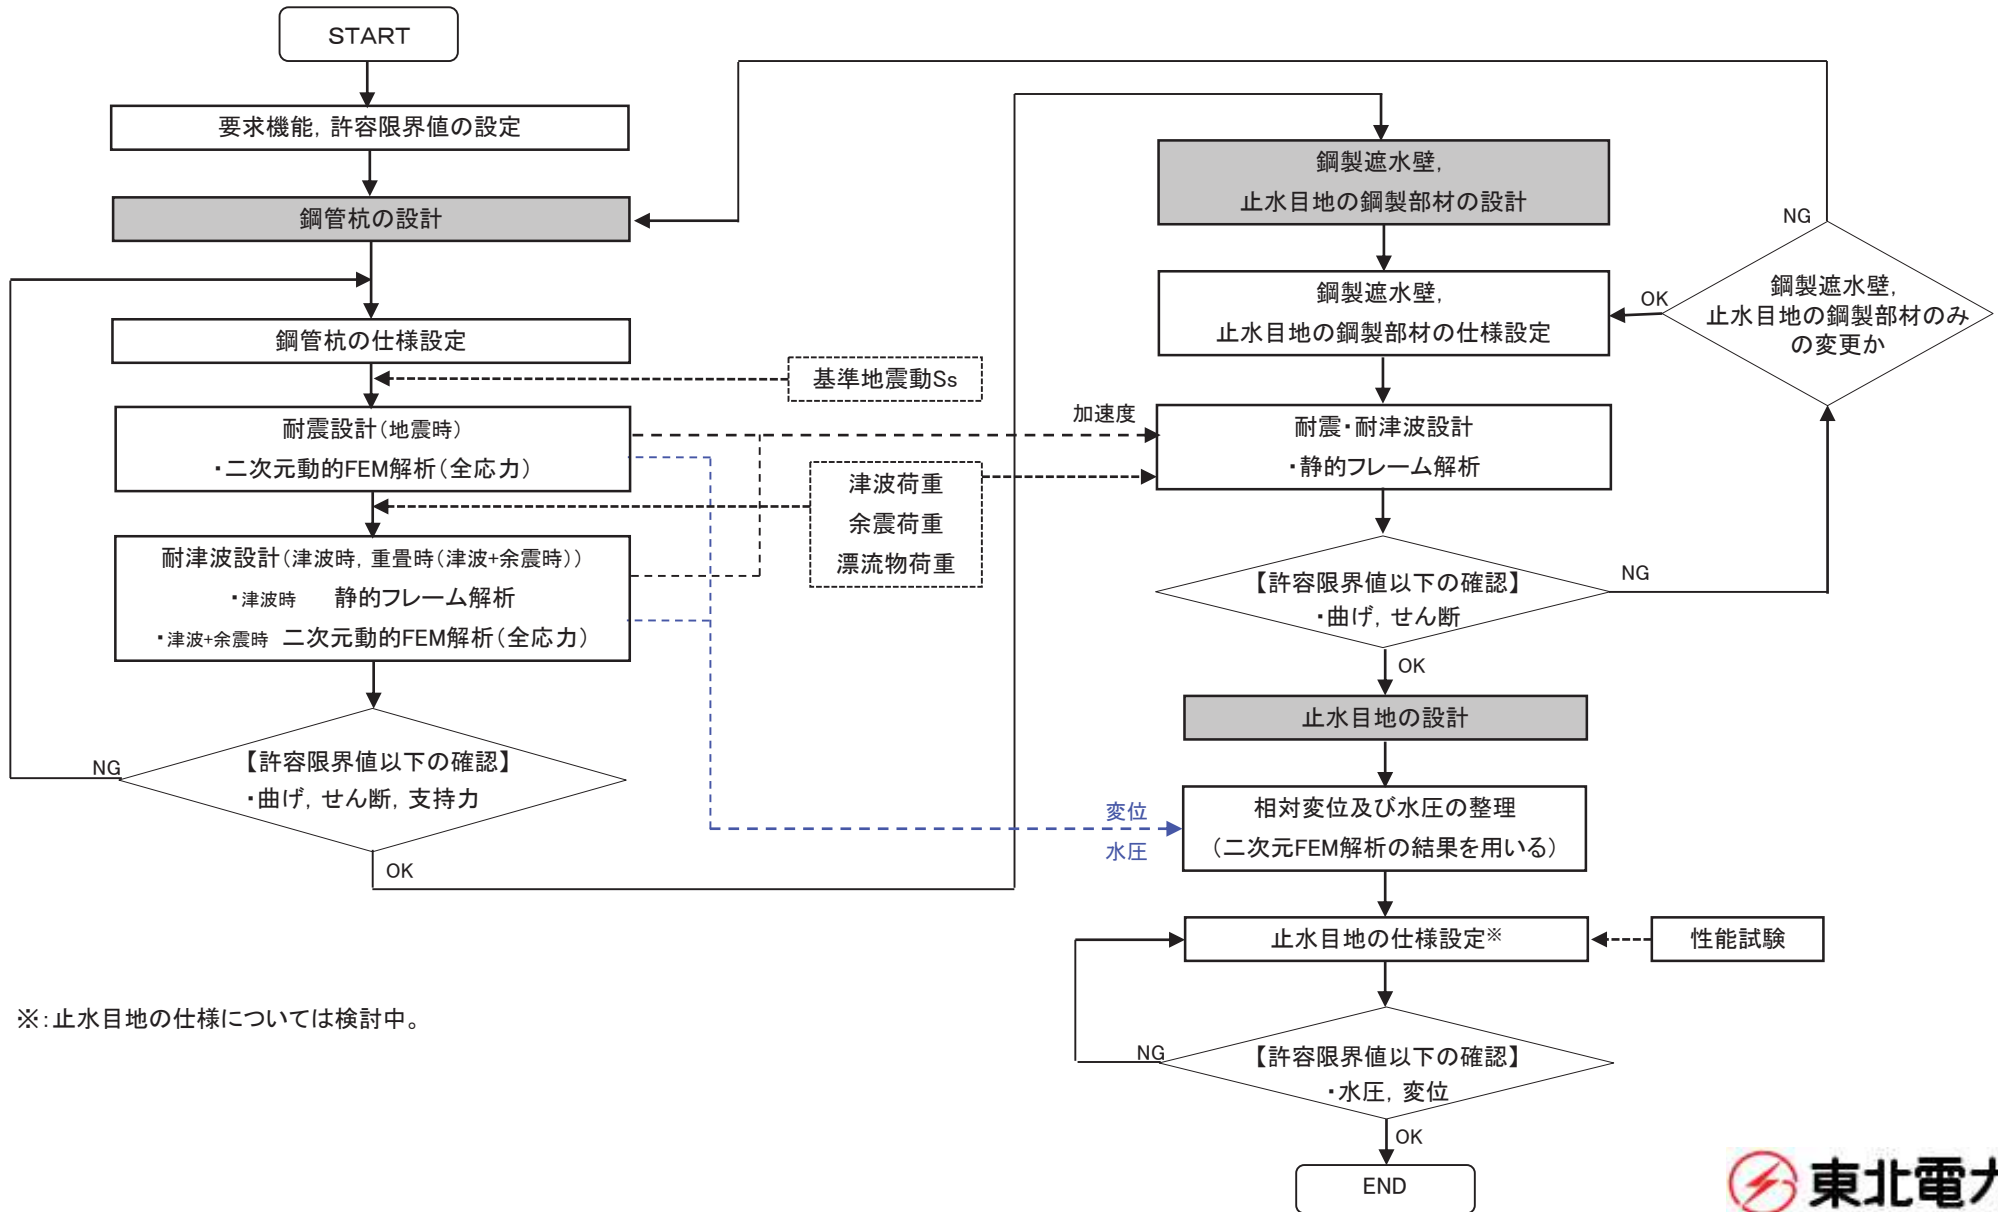 START
要求機能，許容限界値の設定
鋼管杭の設計
鋼管杭の仕様設定
基準地震動Ss
耐震設計（地震時）
・二次元動的FEM解析（全応力）
津波荷重
余震荷重
漂流物荷重
耐津波設計（津波時，重畳時（津波+余震時））
・津波時 静的フレーム解析
・津波+余震時 二次元動的FEM解析（全応力）
NG
【許容限界値以下の確認】
・曲げ，せん断，支持力
OK
鋼製遮水壁，
止水目地の鋼製部材の設計
鋼製遮水壁，
止水目地の鋼製部材の仕様設定
NG
鋼製遮水壁，
止水目地の鋼製部材のみ
の変更か
OK
加速度
耐震・耐津波設計
・静的フレーム解析
【許容限界値以下の確認】
・曲げ，せん断
NG
OK
止水目地の設計
変位
水圧
相対変位及び水圧の整理
（二次元FEM解析の結果を用いる）
止水目地の仕様設定※
性能試験
NG
【許容限界値以下の確認】
・水圧，変位
OK
END
※：止水目地の仕様については検討中。
東北電力